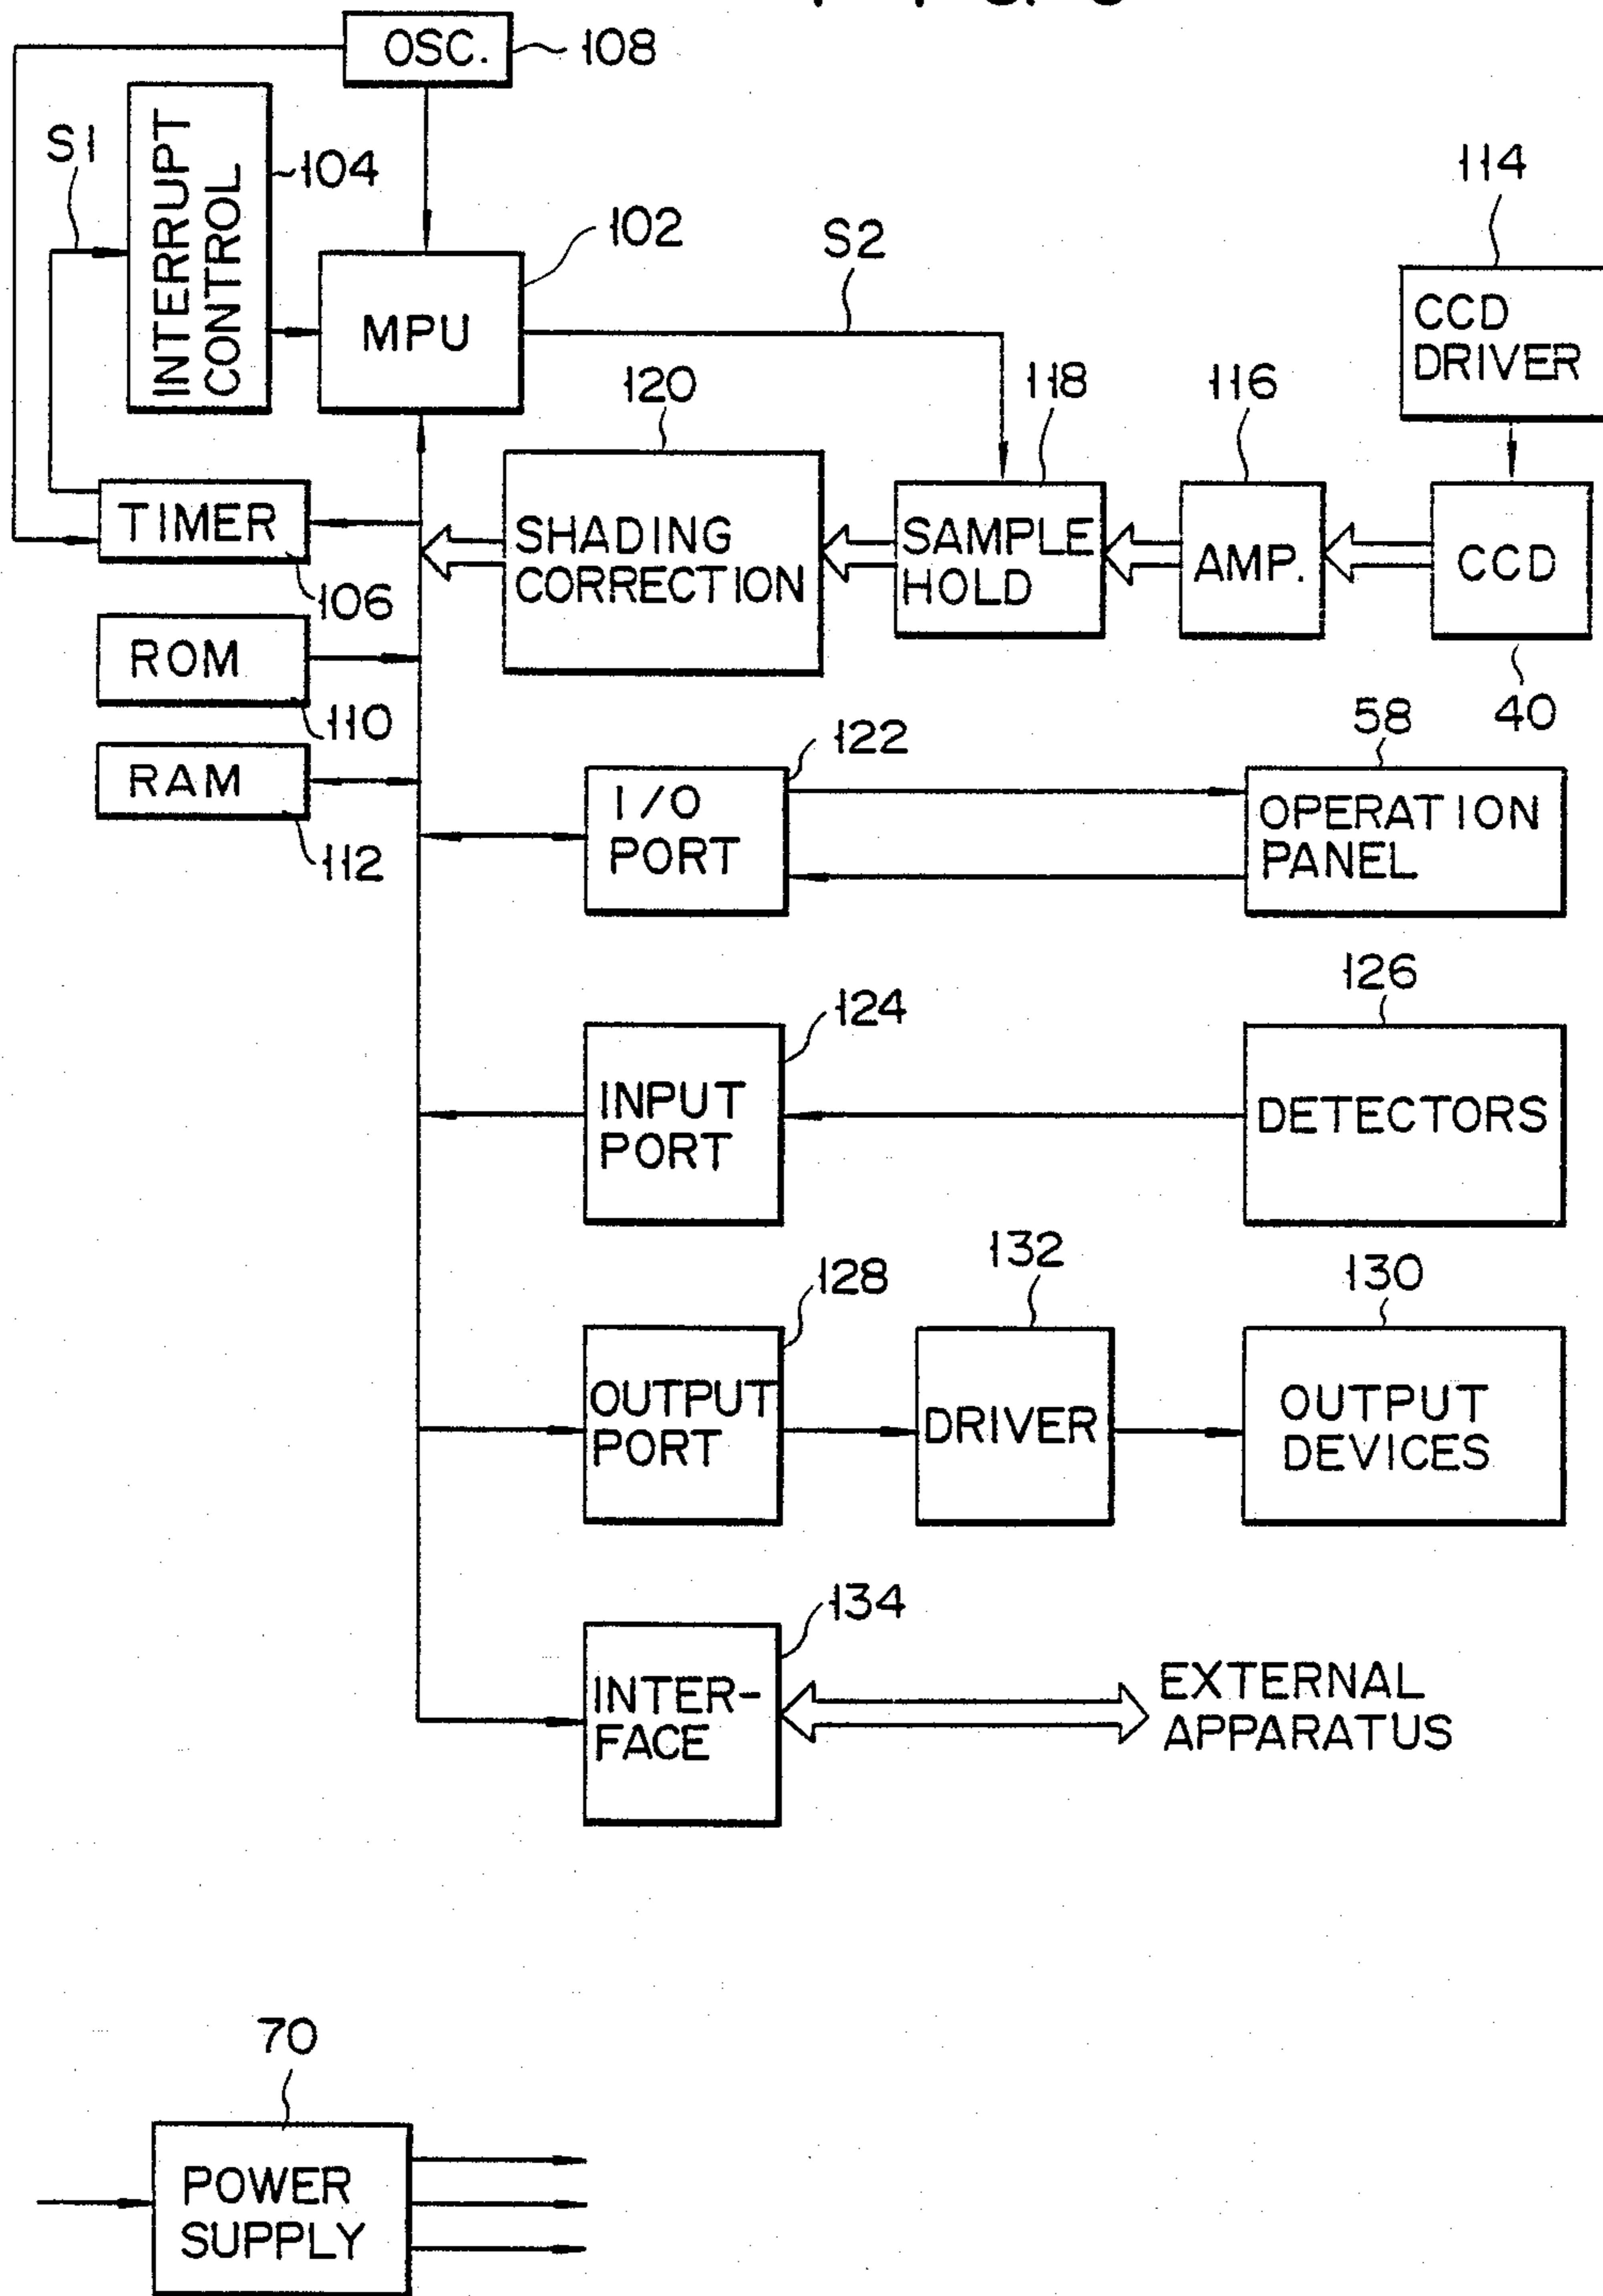 OSC.
108
S1
INTERRUPT
CONTROL
104
114
102
S2
MPU
CCD
DRIVER
120
118
116
TIMER
SHADING
CORRECTION
SAMPLE
HOLD
AMP.
CCD
106
ROM
110
40
58
122
RAM
I/O
PORT
OPERATION
PANEL
112
126
124
INPUT
PORT
DETECTORS
132
130
128
OUTPUT
PORT
DRIVER
OUTPUT
DEVICES
134
INTER-
FACE
EXTERNAL
APPARATUS
70
POWER
SUPPLY